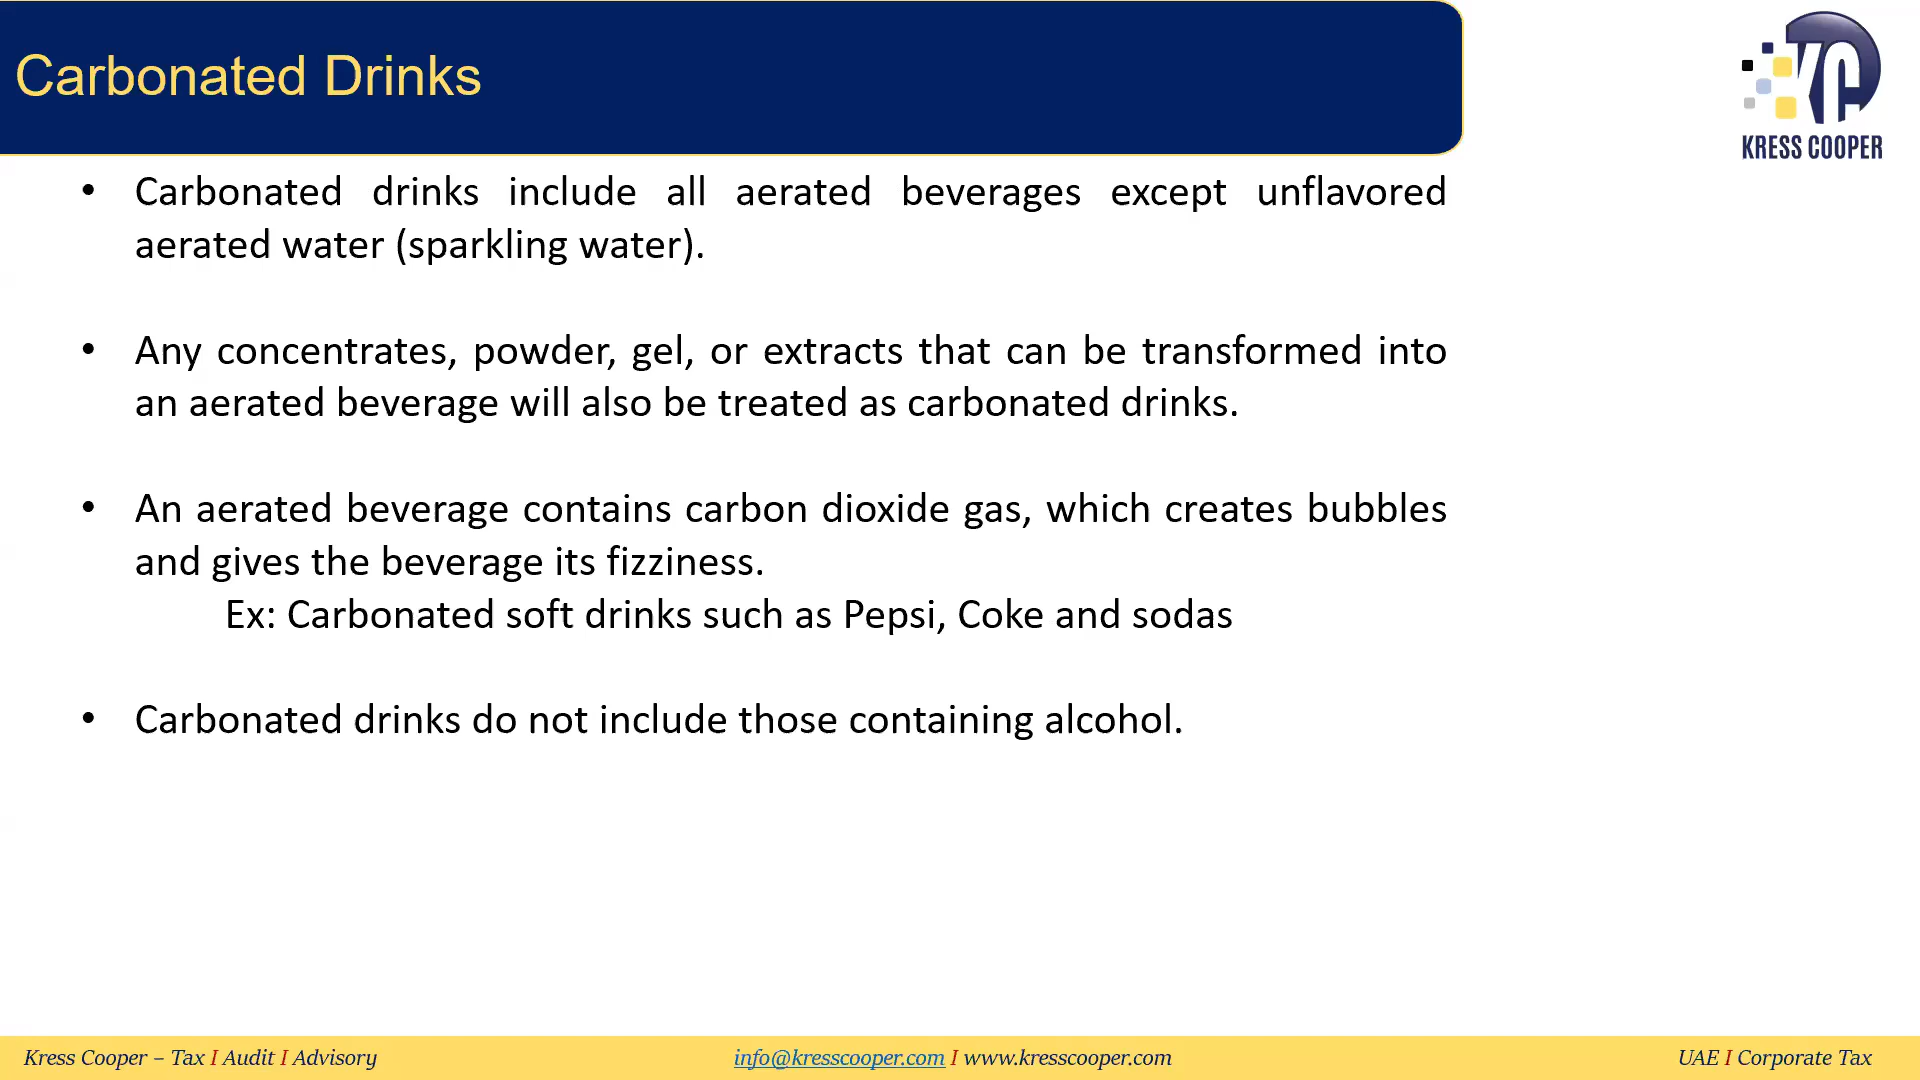 Carbonated Drinks
KRESS COOPER
• Carbonated drinks include all aerated beverages except unflavored
aerated water (sparkling water).
• Any concentrates, powder, gel, or extracts that can be transformed into
an aerated beverage will also be treated as carbonated drinks.
• An aerated beverage contains carbon dioxide gas, which creates bubbles
and gives the beverage its fizziness.
Ex: Carbonated soft drinks such as Pepsi, Coke and sodas
• Carbonated drinks do not include those containing alcohol.
Kress Cooper – Tax I Audit I Advisory
info@kresscooper.com I www.kresscooper.com
UAE I Corporate Tax